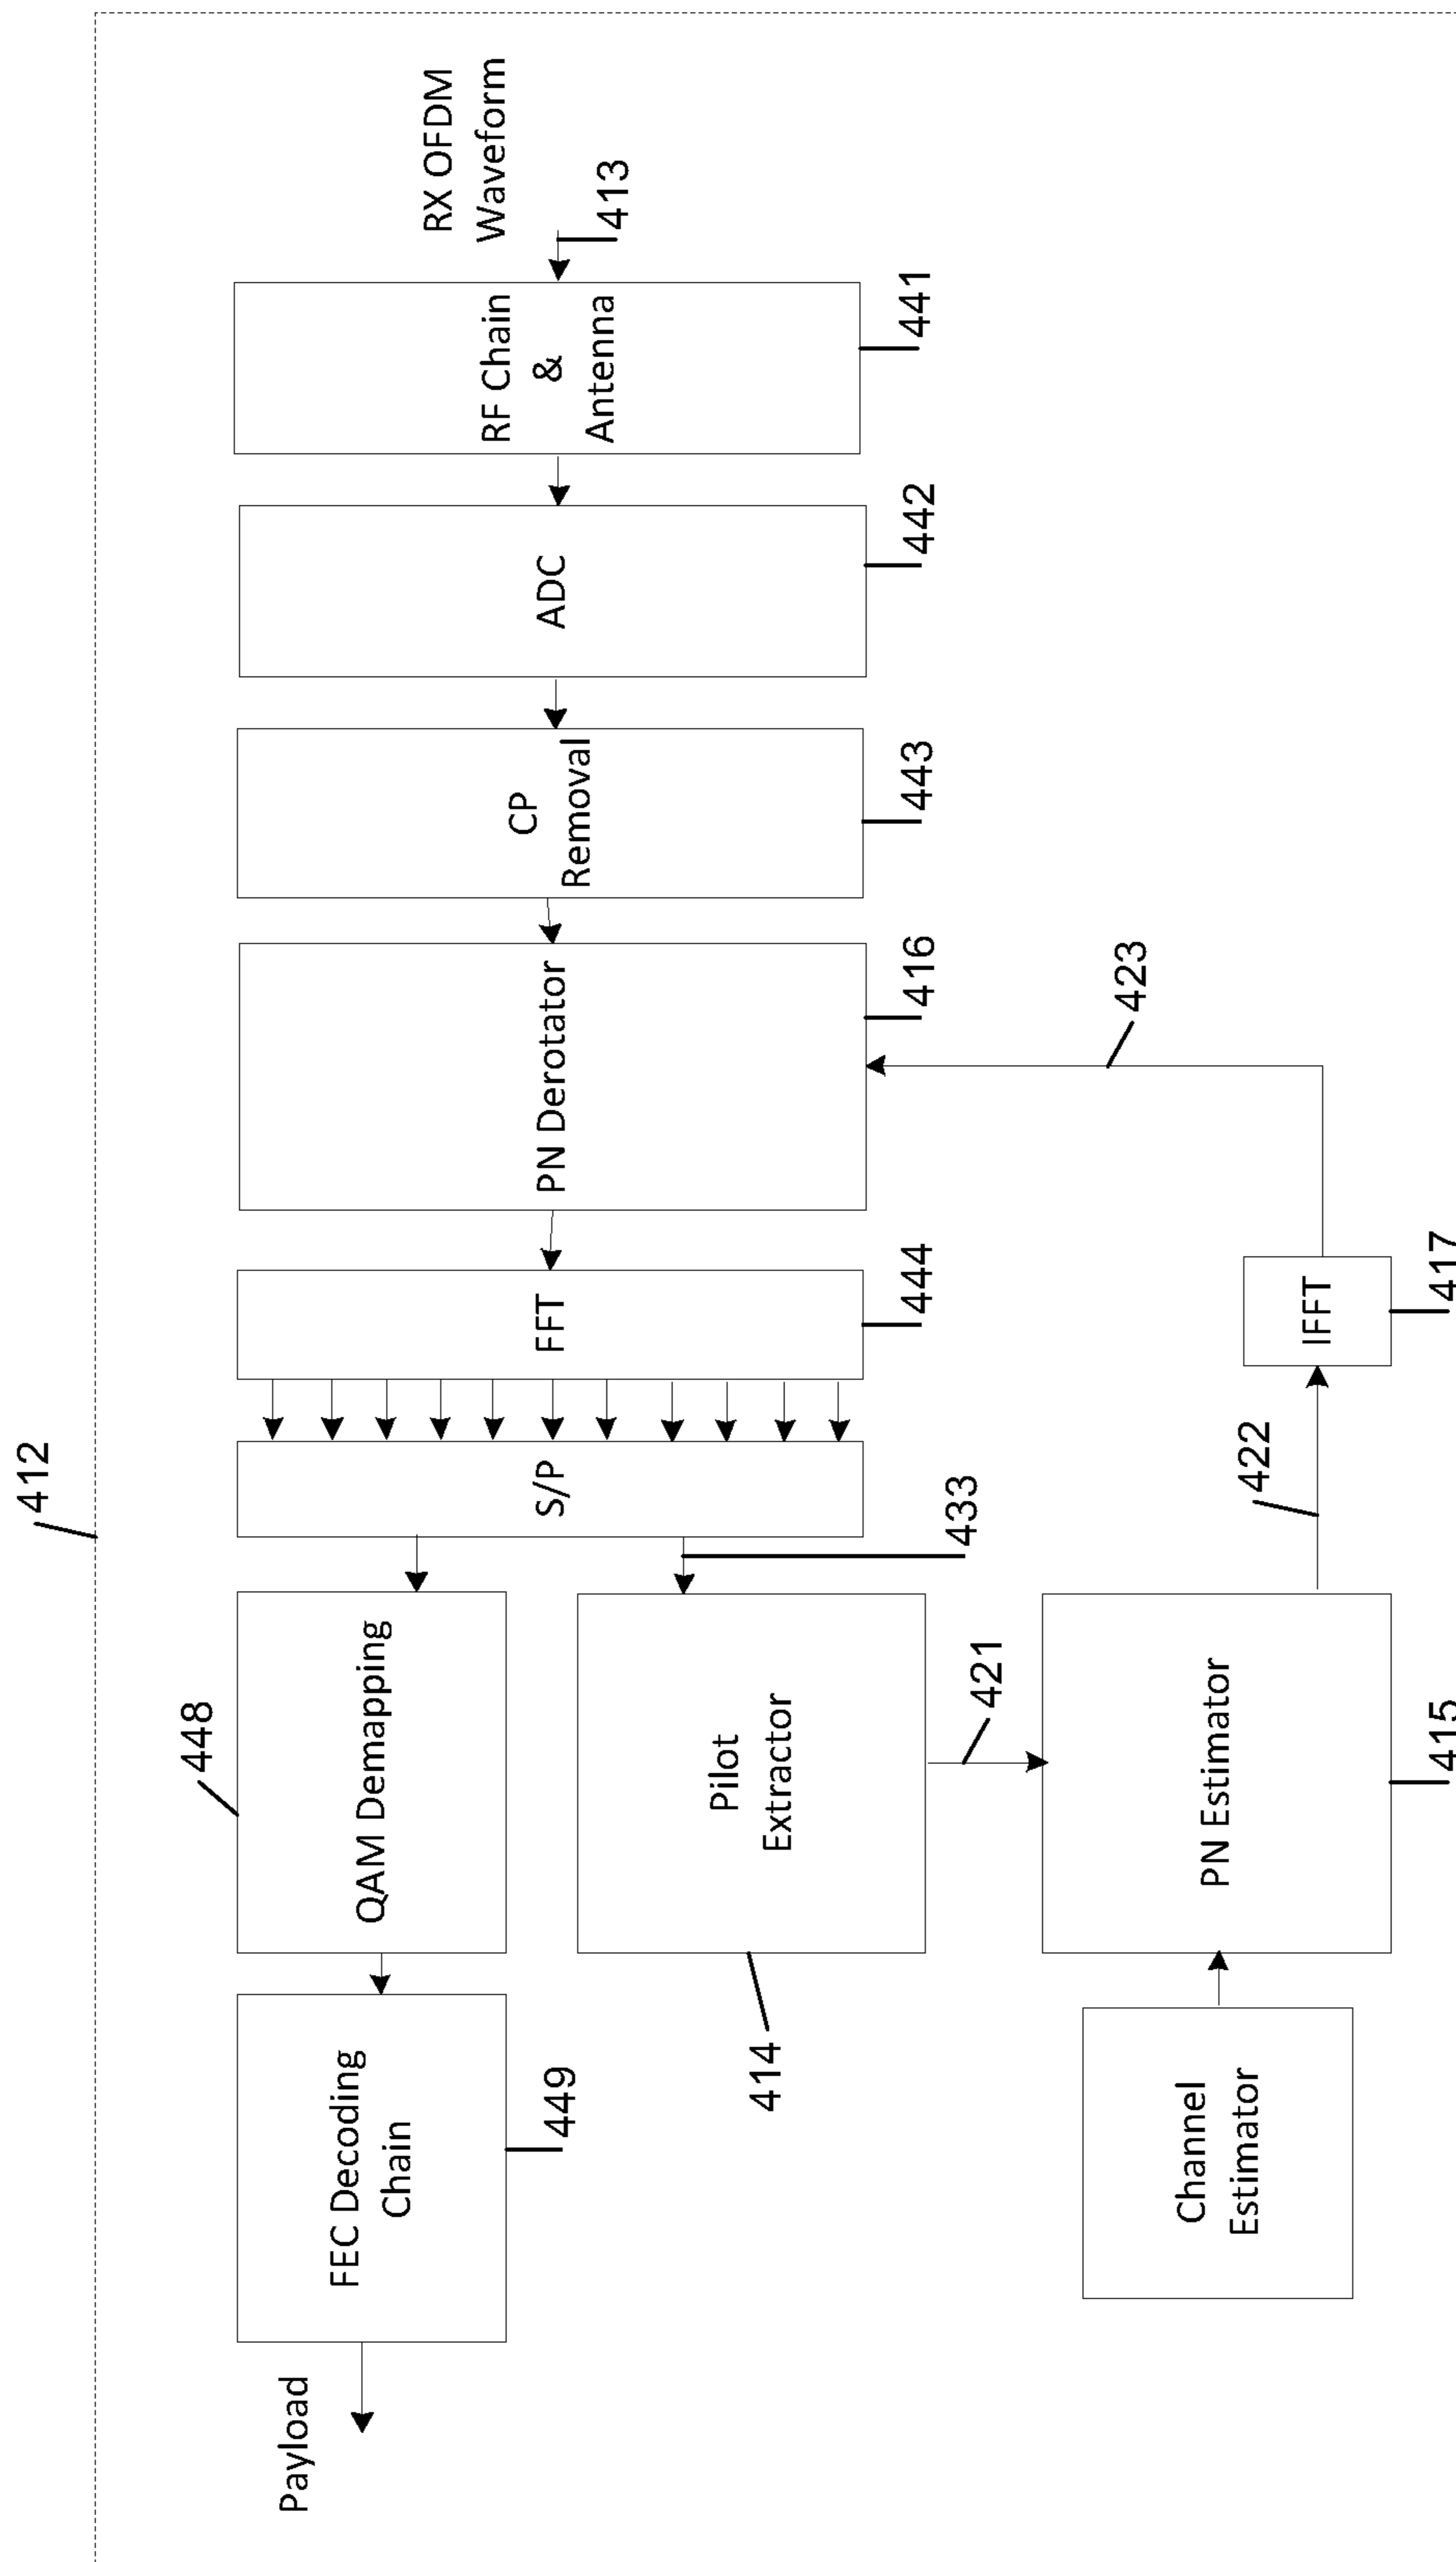 412
RX OFDM
Waveform
413
RF Chain
&
Antenna
441
ADC
442
CP
Removal
443
PN Derotator
416
423
FFT
444
IFFT
417
S/P
433
422
QAM Demapping
448
Pilot
Extractor
414
421
PN Estimator
415
FEC Decoding
Chain
449
Channel
Estimator
Payload